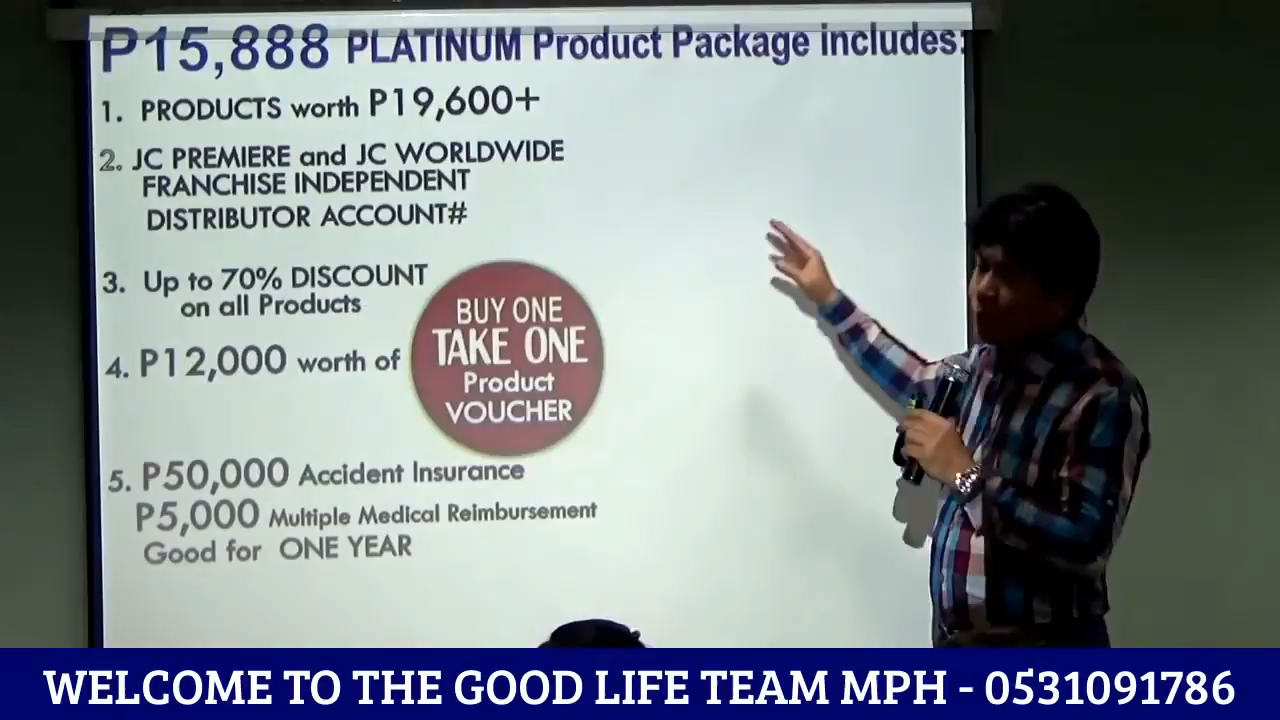 P15,888 PLATINUM Product Package includes:
1. PRODUCTS worth P19,600+
2. JC PREMIERE and JC WORLDWIDE
FRANCHISE INDEPENDENT
DISTRIBUTOR ACCOUNT#
3. Up to 70% DISCOUNT
on all Products
4. P12,000 worth of
BUY ONE
TAKE ONE
Product
VOUCHER
5. P50,000 Accident Insurance
P5,000 Multiple Medical Reimbursement
Good for ONE YEAR
WELCOME TO THE GOOD LIFE TEAM MPH - 0531091786